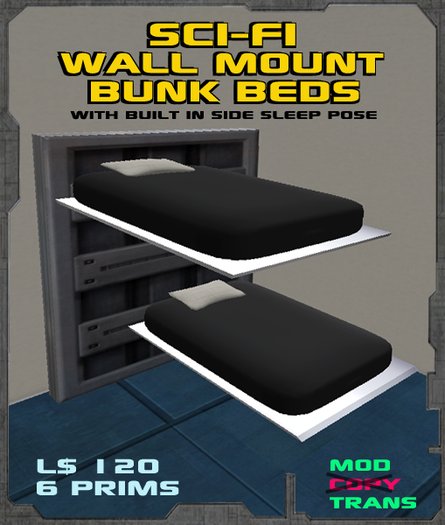 SCI-FI
WALL MOUNT
BUNK BEDS
WITH BUILT IN SIDE SLEEP POSE
L$ 120
6 PRIMS
MOD
COPY
TRANS